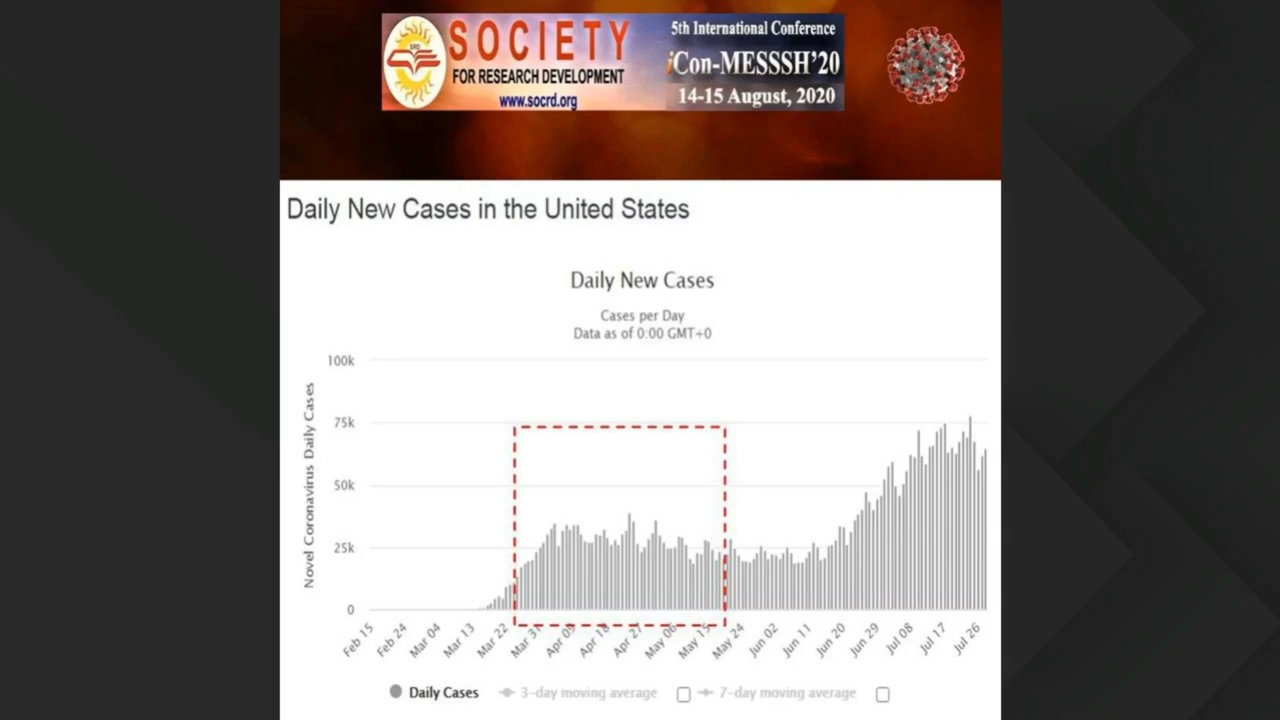 SRD
SOCIETY
FOR RESEARCH DEVELOPMENT
www.socrd.org
5th International Conference
iCon-MESSSH'20
14-15 August, 2020
Daily New Cases in the United States
Daily New Cases
Cases per Day
Data as of 0:00 GMT+0
Novel Coronavirus Daily Cases
100k
75k
50k
25k
0
Feb 15
Feb 24
Mar 04
Mar 13
Mar 22
Mar 31
Apr 09
Apr 18
Apr 27
May 06
May 15
May 24
Jun 02
Jun 11
Jun 20
Jun 29
Jul 08
Jul 17
Jul 26
Daily Cases
3-day moving average
7-day moving average